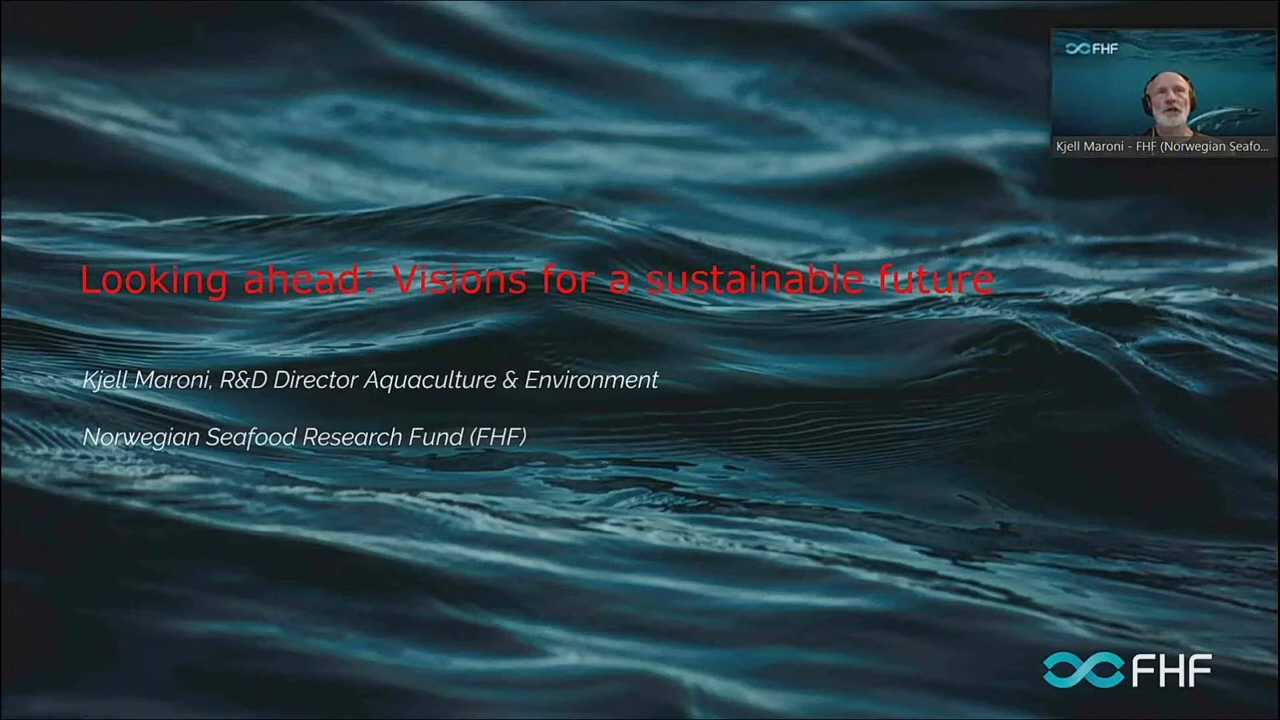 FHF
Kjell Maroni - FHF (Norwegian Seafo...
Looking ahead: Visions for a sustainable future
Kjell Maroni, R&D Director Aquaculture & Environment
Norwegian Seafood Research Fund (FHF)
FHF